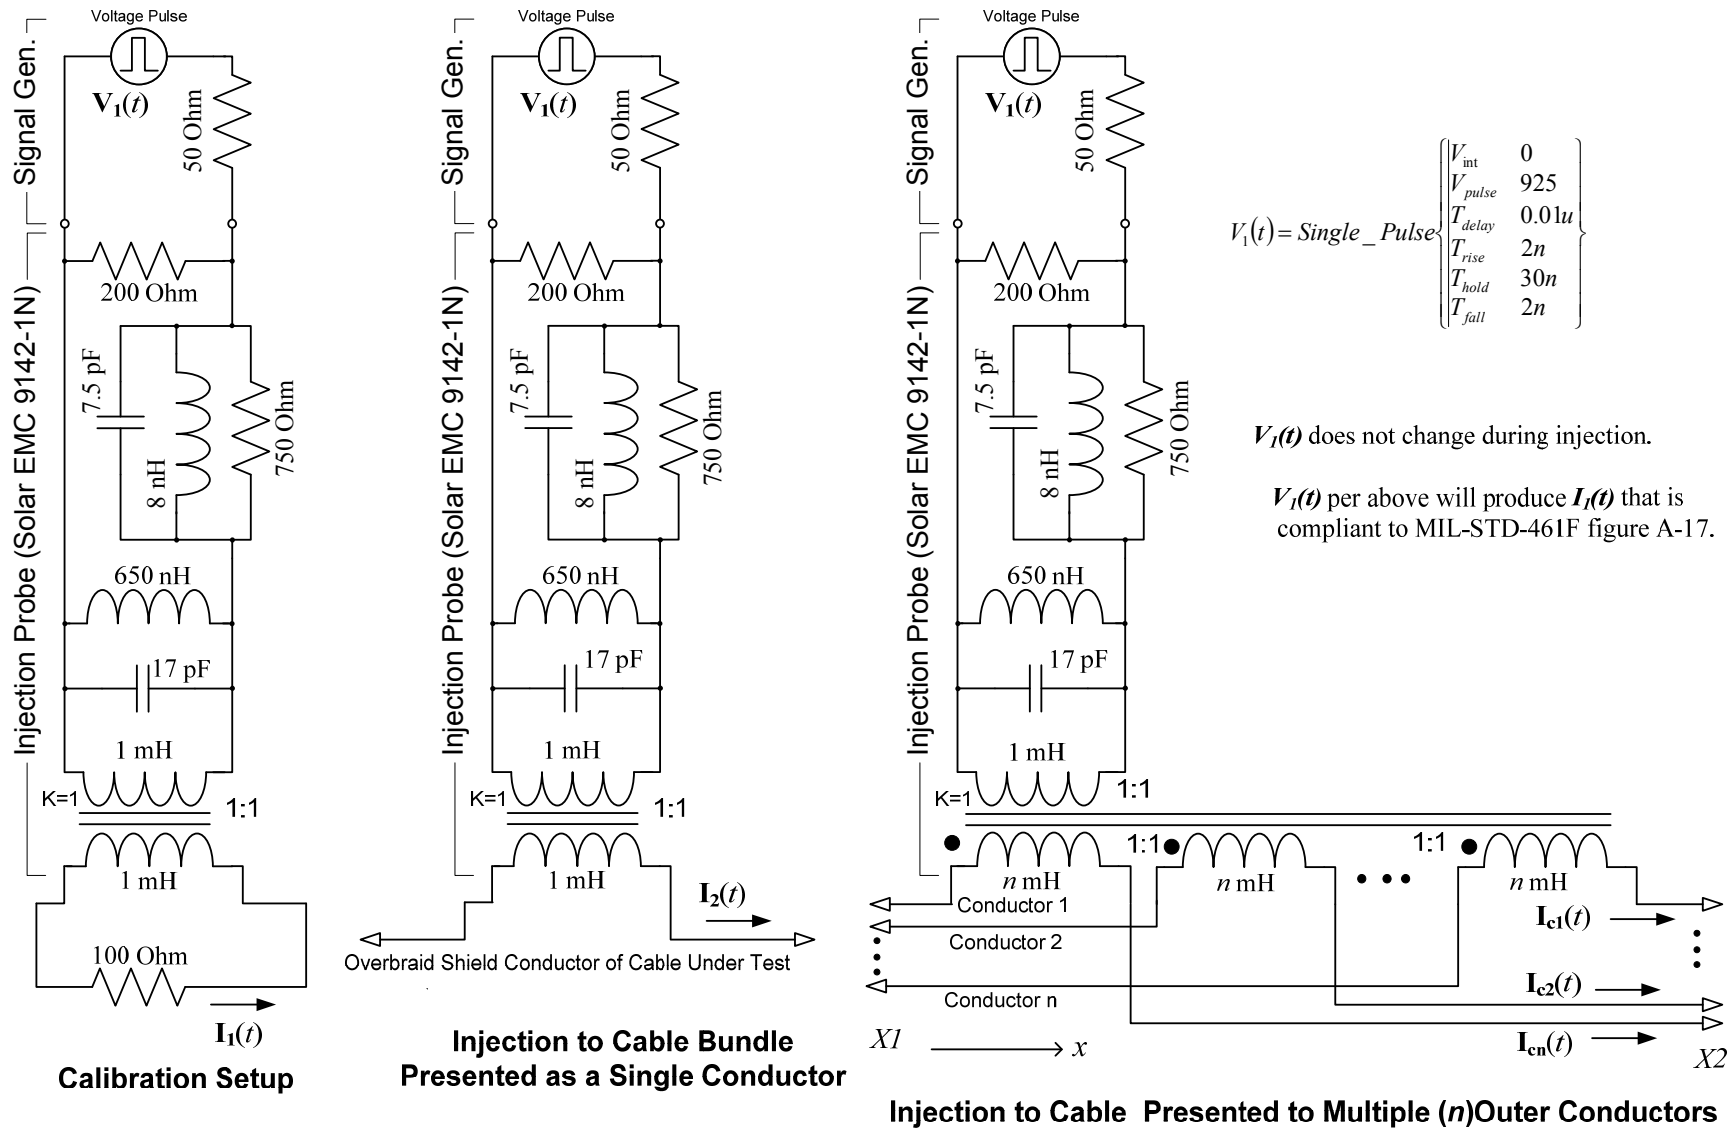 Signal Gen.
Injection Probe (Solar EMC 9142-1N)
Voltage Pulse
V1(t)
50 Ohm
200 Ohm
7.5 pF
8 nH
750 Ohm
650 nH
17 pF
1 mH
K=1
1:1
1 mH
100 Ohm
I1(t)
Calibration Setup
Signal Gen.
Injection Probe (Solar EMC 9142-1N)
Voltage Pulse
V1(t)
50 Ohm
200 Ohm
7.5 pF
8 nH
750 Ohm
650 nH
17 pF
1 mH
K=1
1:1
1 mH
I2(t)
Overbraid Shield Conductor of Cable Under Test
Injection to Cable Bundle
Presented as a Single Conductor
Signal Gen.
Injection Probe (Solar EMC 9142-1N)
Voltage Pulse
V1(t)
50 Ohm
200 Ohm
7.5 pF
8 nH
750 Ohm
650 nH
17 pF
1 mH
K=1
1:1
1:1
1:1
n mH
n mH
n mH
Conductor 1
Conductor 2
Conductor n
Ic1(t)
Ic2(t)
Icn(t)
X1
x
X2
Injection to Cable Presented to Multiple (n)Outer Conductors
V1(t) = Single_Pulse
Vint 0
Vpulse 925
Tdelay 0.01u
Trise 2n
Thold 30n
Tfall 2n
V1(t) does not change during injection.
V1(t) per above will produce I1(t) that is
compliant to MIL-STD-461F figure A-17.